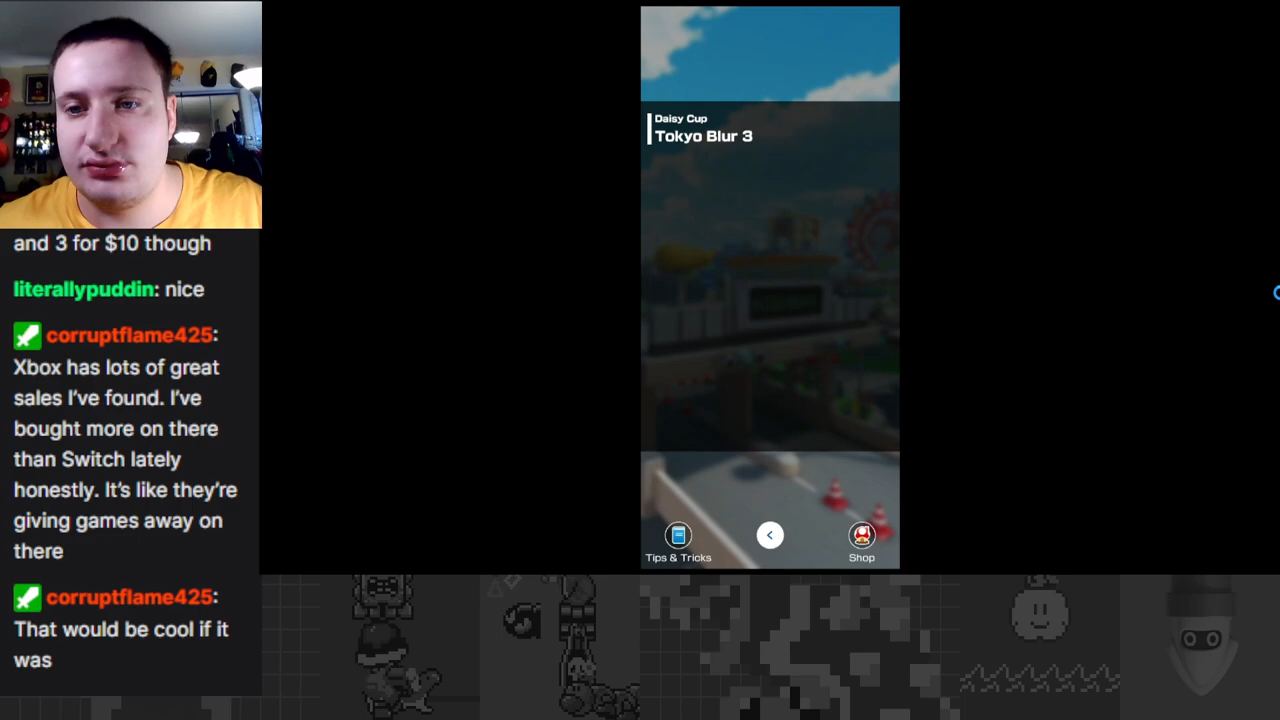 and 3 for $10 though
literallypuddin: nice
corruptflame425:
Xbox has lots of great
sales I've found. I've
bought more on there
than Switch lately
honestly. It's like they're
giving games away on
there
corruptflame425:
That would be cool if it
was
Daisy Cup
Tokyo Blur 3
Tips & Tricks
Shop